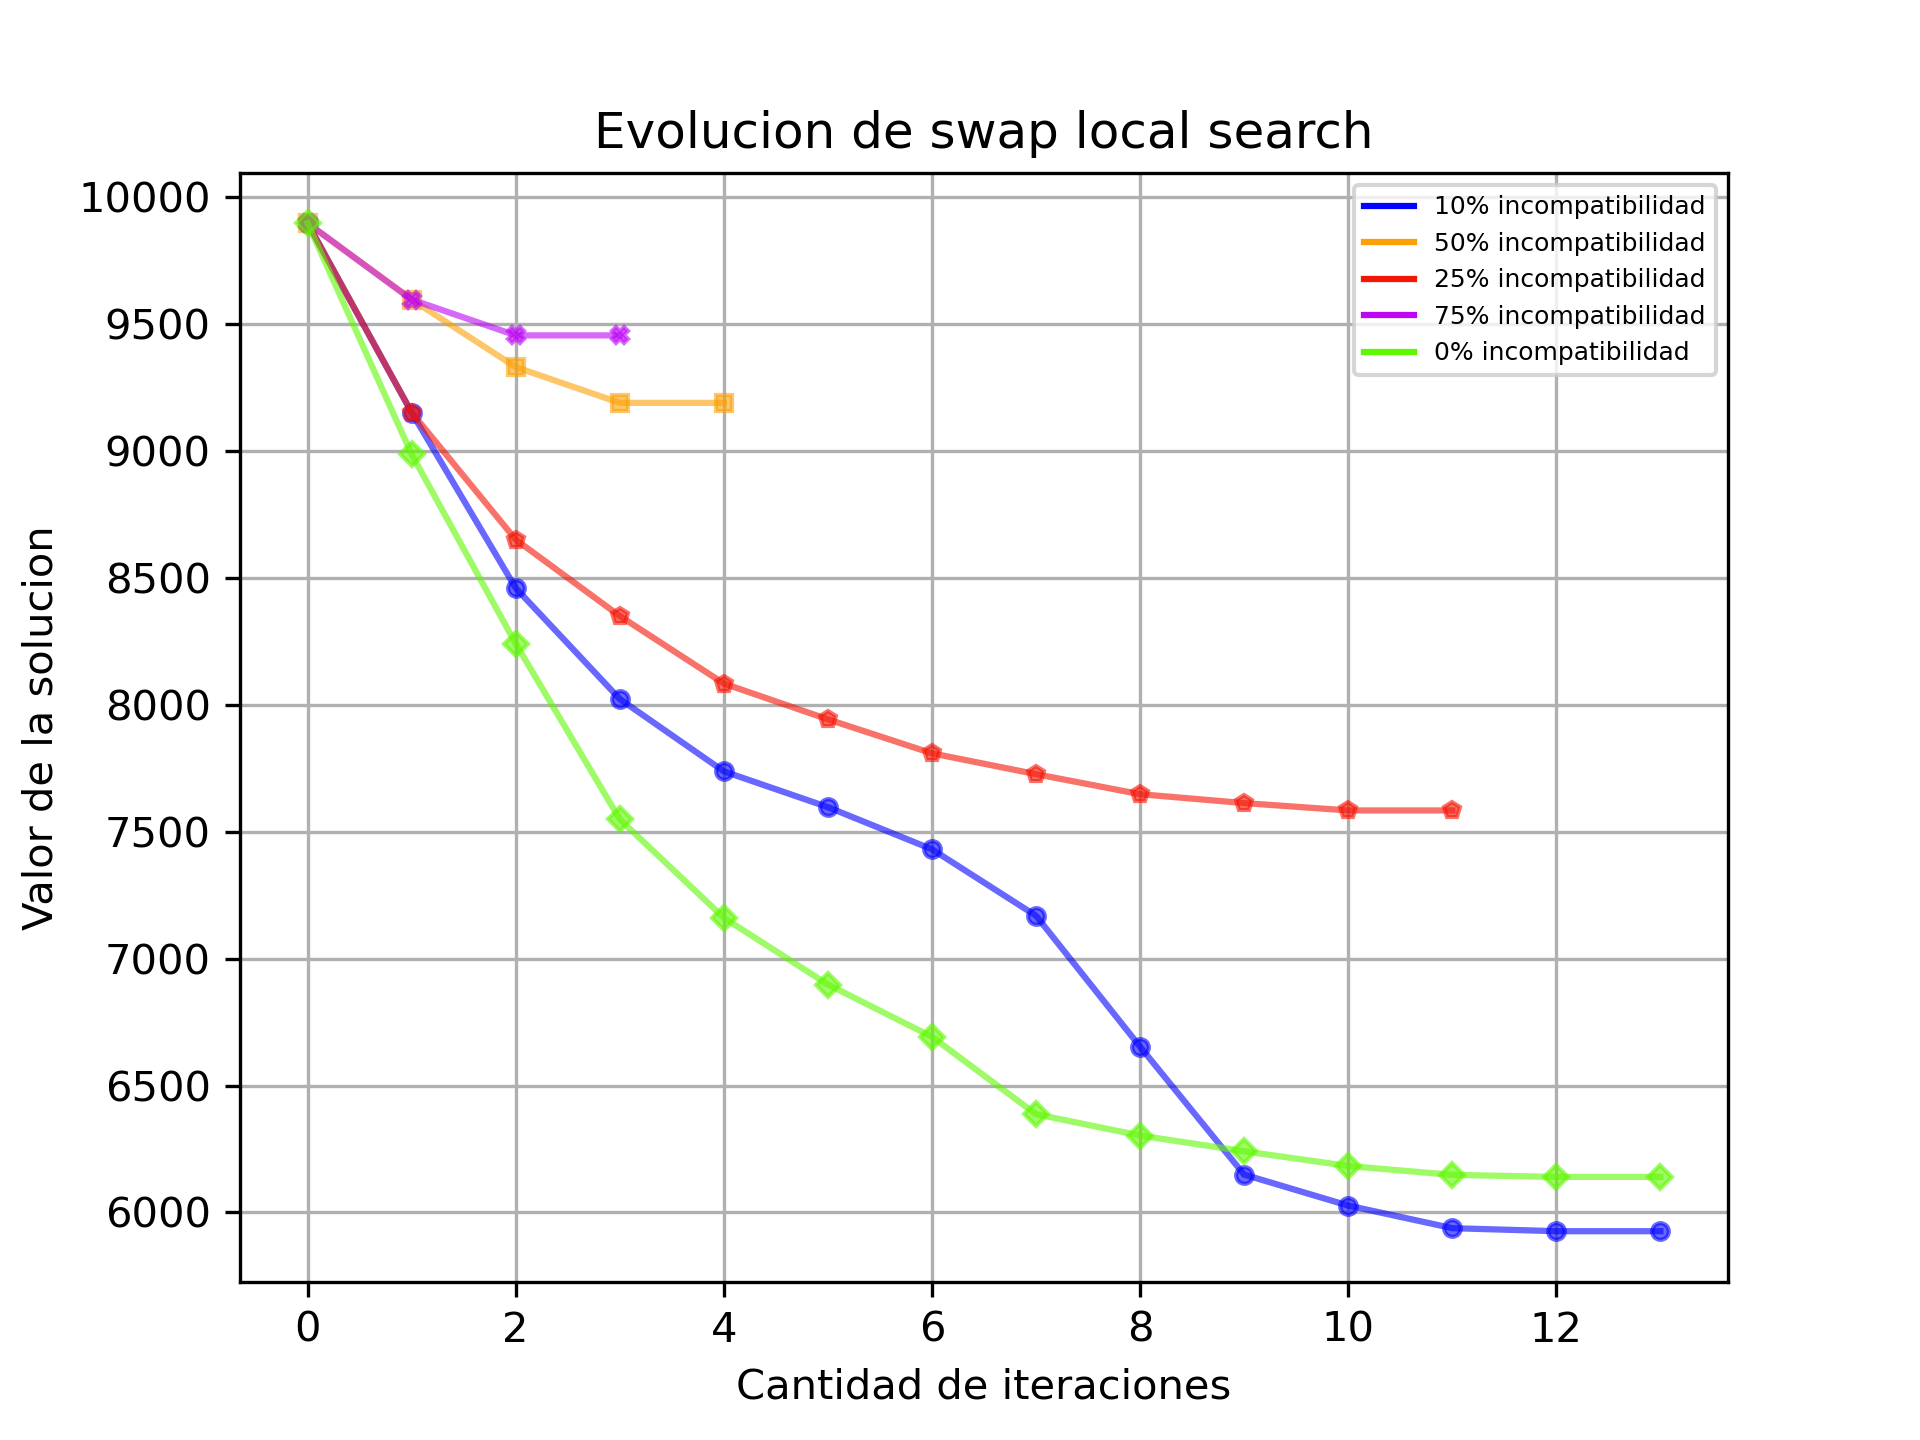 Evolucion de swap local search
10000
9500
9000
8500
8000
7500
7000
6500
6000
Valor de la solucion
10% incompatibilidad
50% incompatibilidad
25% incompatibilidad
75% incompatibilidad
0% incompatibilidad
0 2 4 6 8 10 12
Cantidad de iteraciones